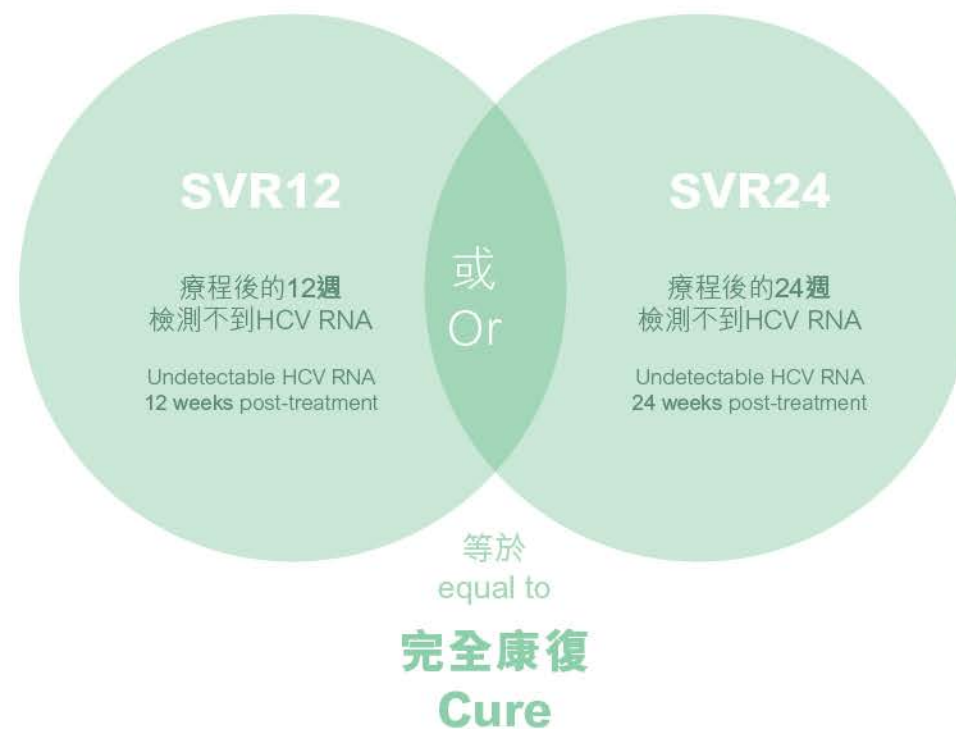 SVR12
療程後的12週
檢測不到HCV RNA
Undetectable HCV RNA
12 weeks post-treatment
或
Or
SVR24
療程後的24週
檢測不到HCV RNA
Undetectable HCV RNA
24 weeks post-treatment
等於
equal to
完全康復
Cure